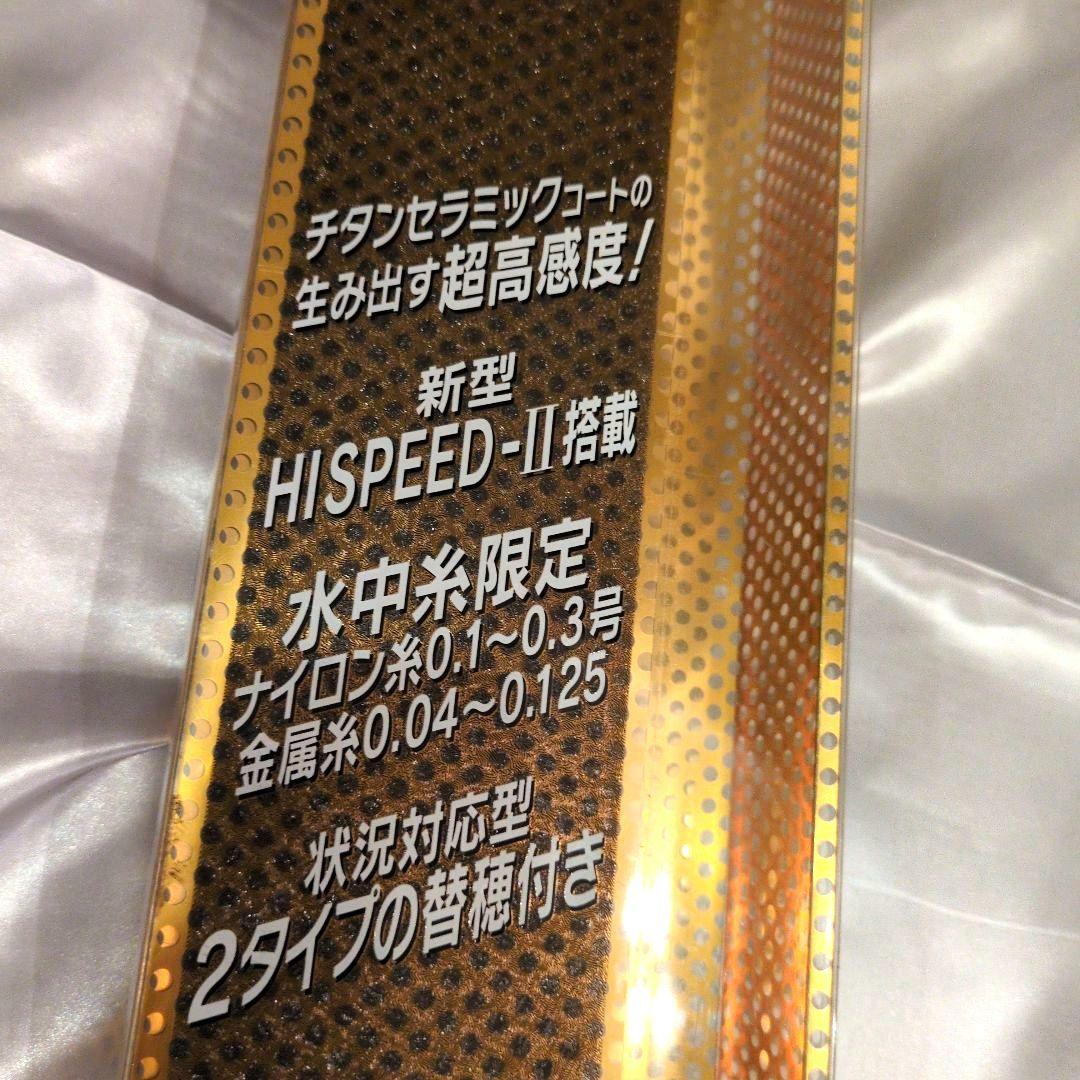 チタンセラミックコートの
生み出す超高感度!
新型
HISPEED-Ⅱ搭載
水中糸限定
ナイロン糸0.1~0.3号
金属糸0.04~0.125
状況対応型
2タイプの替穂付き